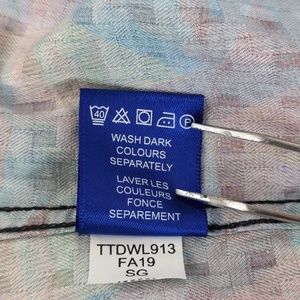 40
P
WASH DARK
COLOURS
SEPARATELY
LAVER LES
COULEURS
FONCE
SEPAREMENT
TTDWL913
FA19
SG